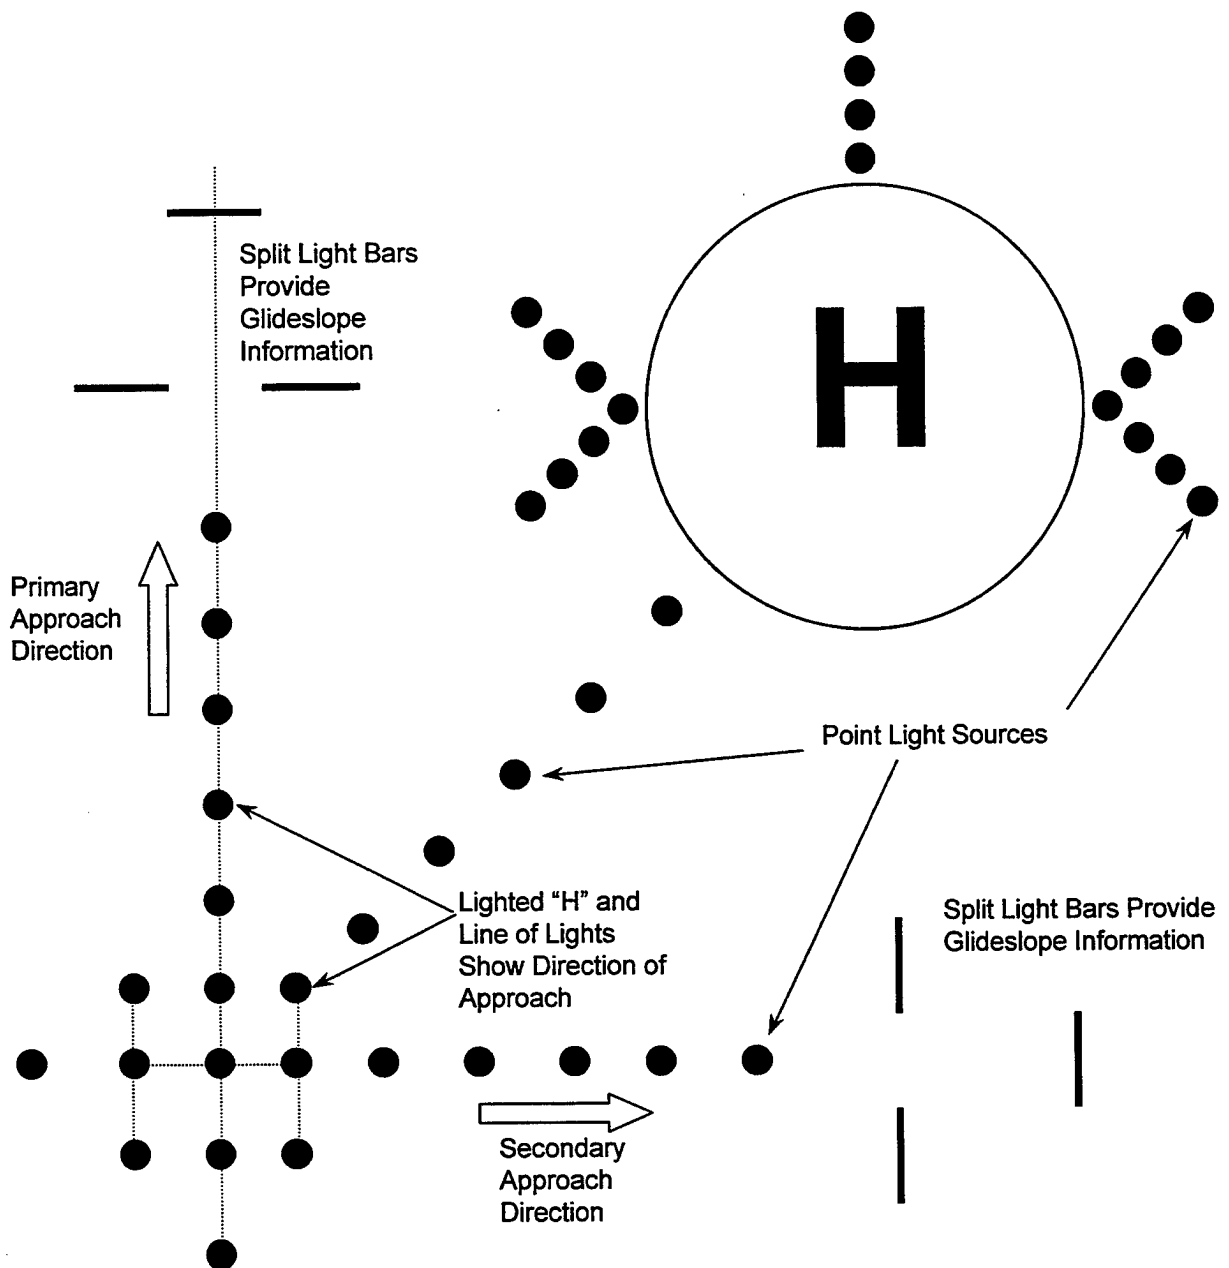 Split Light Bars
Provide
Glideslope
Information
H
Primary
Approach
Direction
Point Light Sources
Lighted “H” and
Line of Lights
Show Direction of
Approach
Split Light Bars Provide
Glideslope Information
Secondary
Approach
Direction